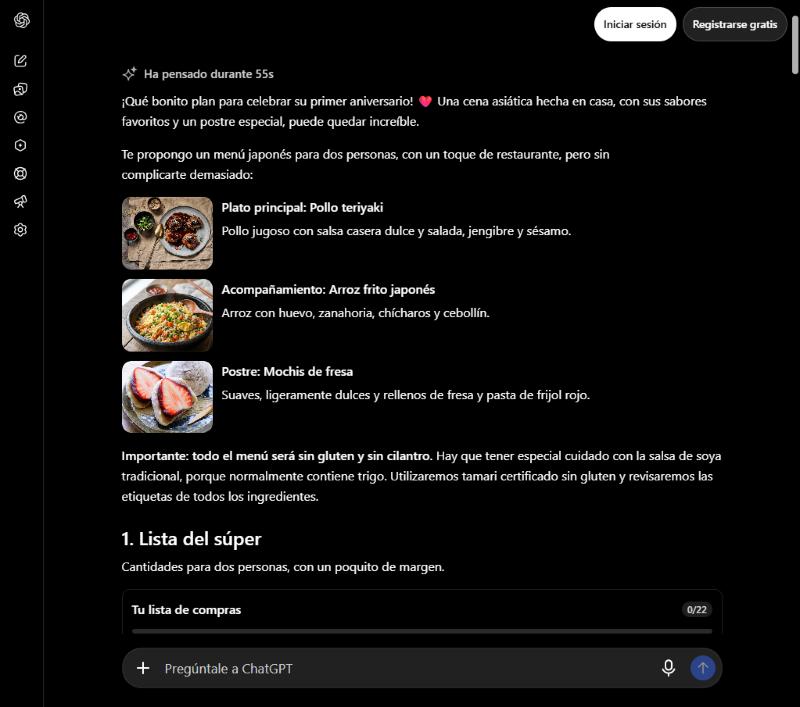 Iniciar sesión
Registrarse gratis
Ha pensado durante 55s
¡Qué bonito plan para celebrar su primer aniversario! ❤️ Una cena asiática hecha en casa, con sus sabores
favoritos y un postre especial, puede quedar increíble.
Te propongo un menú japonés para dos personas, con un toque de restaurante, pero sin
complicarte demasiado:
Plato principal: Pollo teriyaki
Pollo jugoso con salsa casera dulce y salada, jengibre y sésamo.
Acompañamiento: Arroz frito japonés
Arroz con huevo, zanahoria, chícharos y cebollín.
Postre: Mochis de fresa
Suaves, ligeramente dulces y rellenos de fresa y pasta de frijol rojo.
Importante: todo el menú será sin gluten y sin cilantro. Hay que tener especial cuidado con la salsa de soya
tradicional, porque normalmente contiene trigo. Utilizaremos tamari certificado sin gluten y revisaremos las
etiquetas de todos los ingredientes.
1. Lista del súper
Cantidades para dos personas, con un poquito de margen.
Tu lista de compras
0/22
Pregúntale a ChatGPT